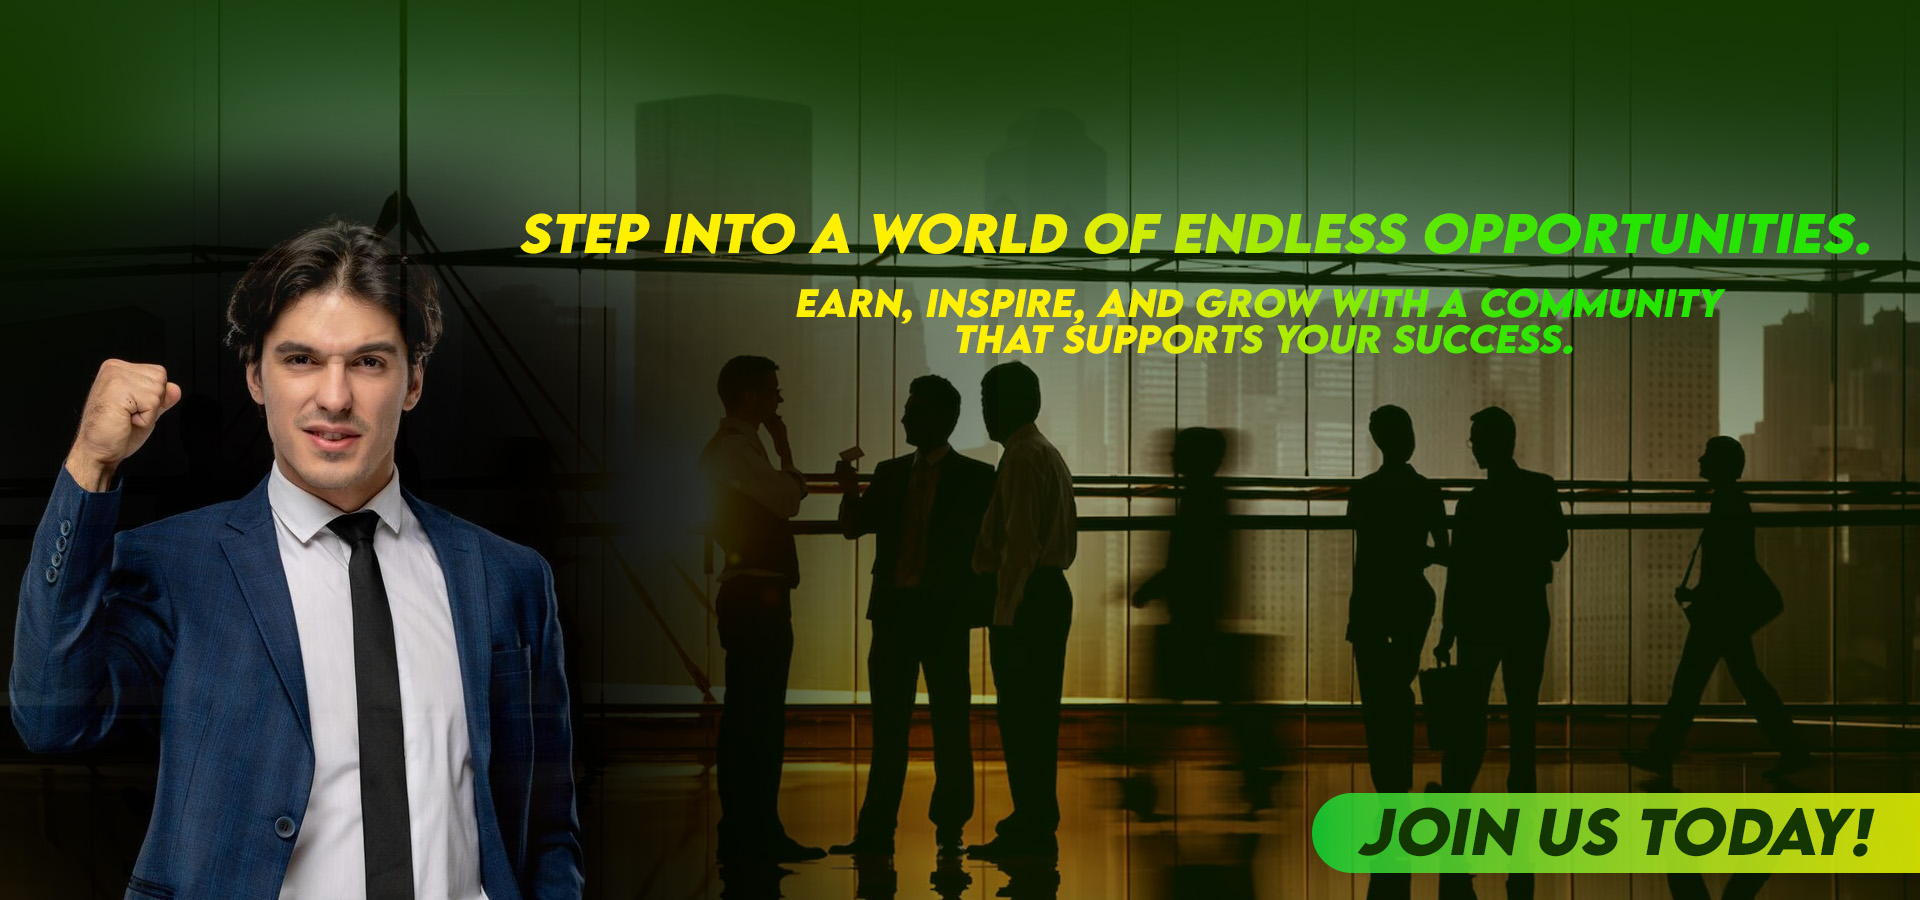 STEP INTO A WORLD OF ENDLESS OPPORTUNITIES.
EARN, INSPIRE, AND GROW WITH A COMMUNITY
THAT SUPPORTS YOUR SUCCESS.
JOIN US TODAY!